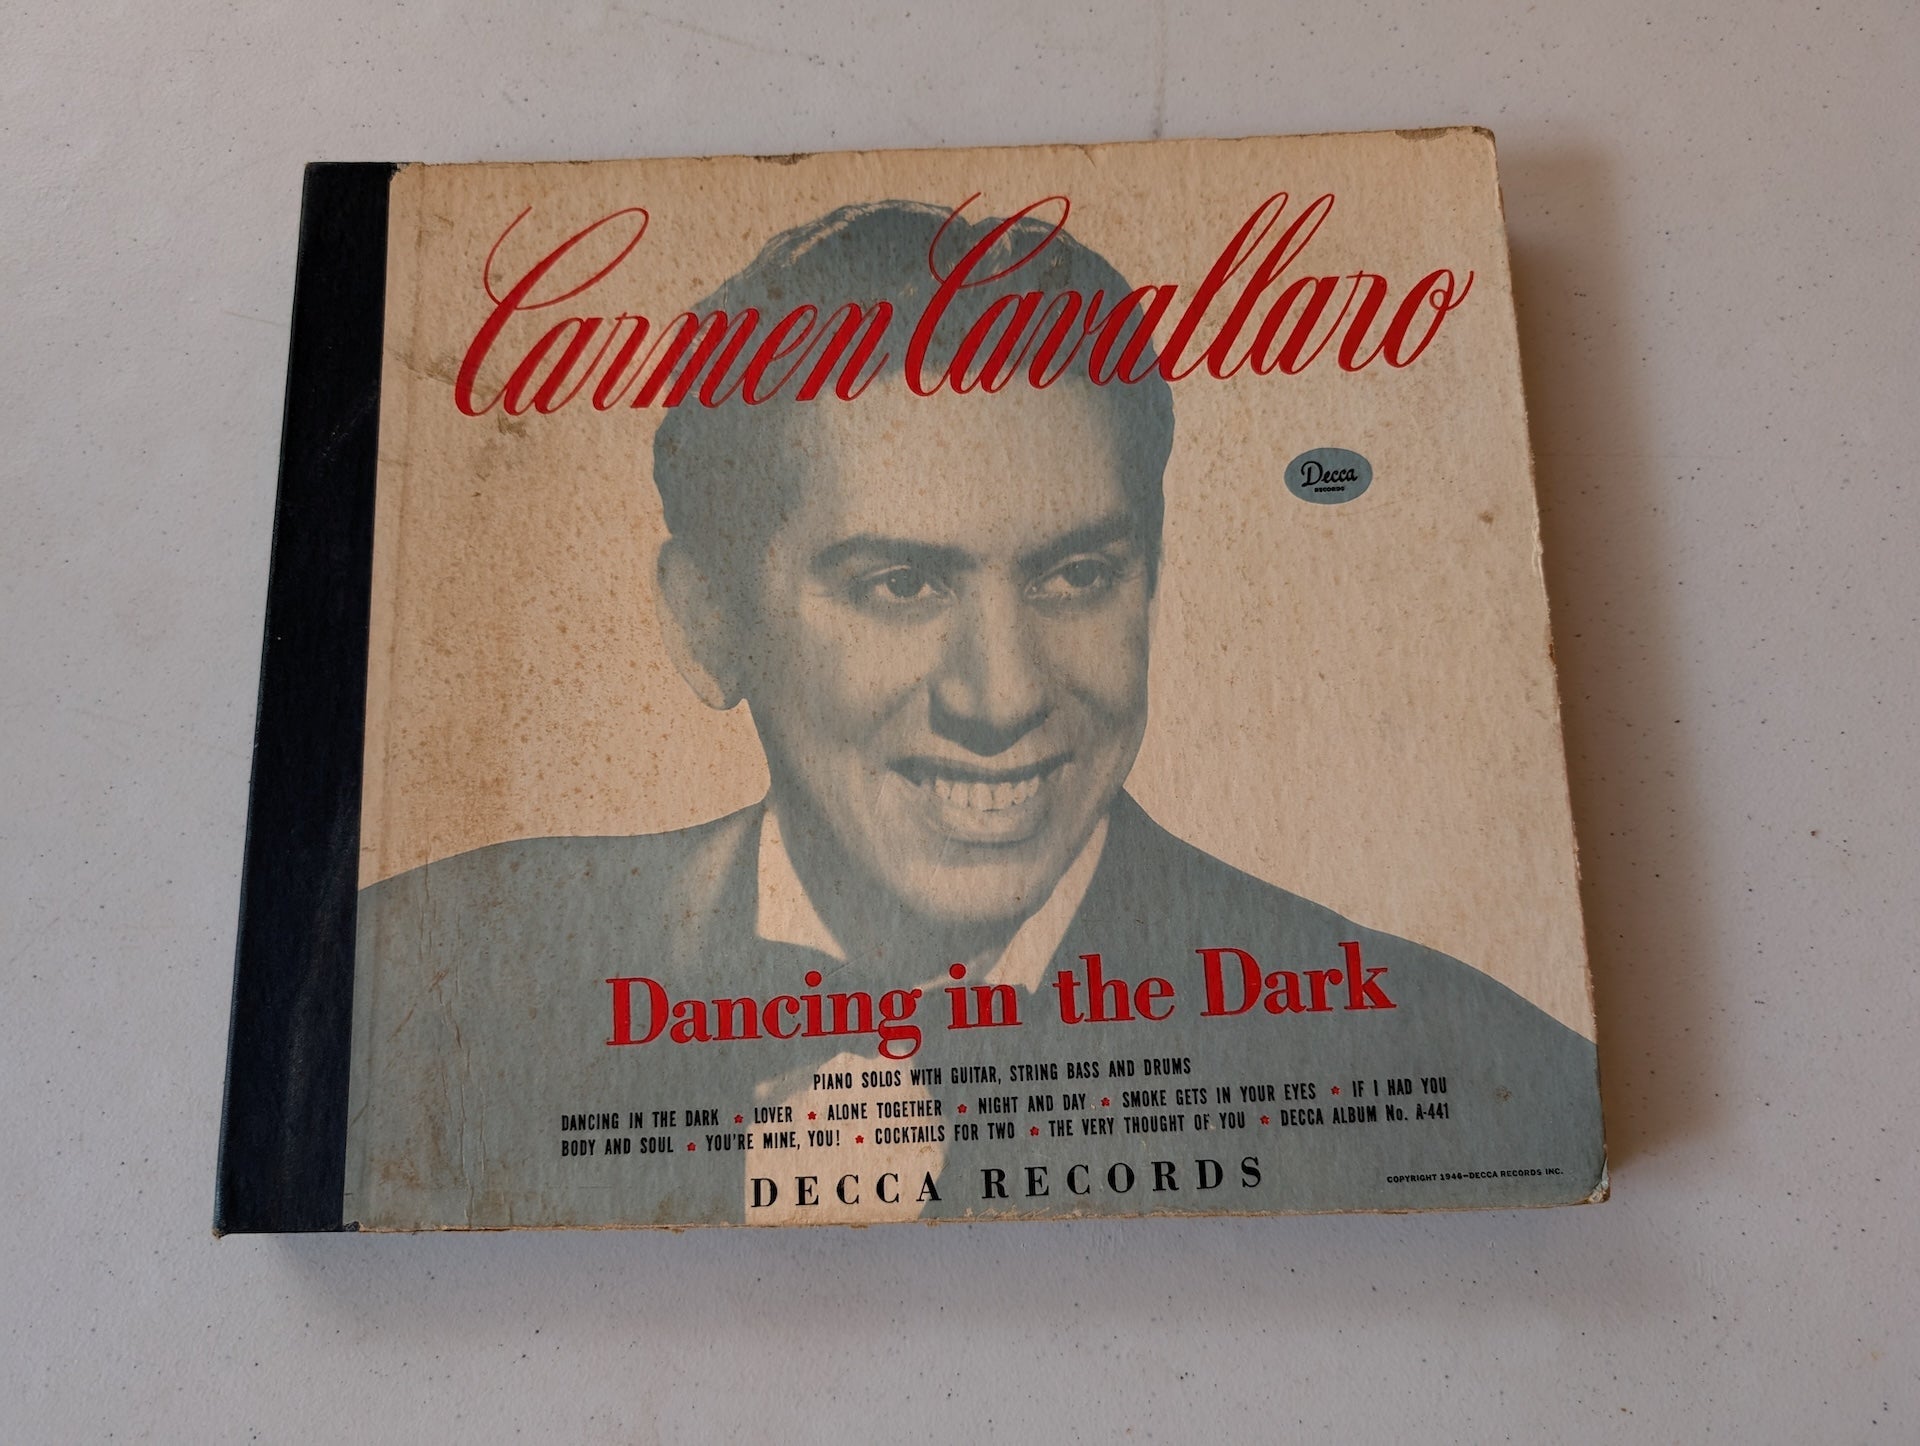 Carmen Cavallaro
Decca
RECORDS
Dancing in the Dark
PIANO SOLOS WITH GUITAR, STRING BASS AND DRUMS
DANCING IN THE DARK ★ LOVER ★ ALONE TOGETHER ★ NIGHT AND DAY ★ SMOKE GETS IN YOUR EYES ★ IF I HAD YOU
BODY AND SOUL ★ YOU'RE MINE, YOU! ★ COCKTAILS FOR TWO ★ THE VERY THOUGHT OF YOU ★ DECCA ALBUM No. A-441
DECCA RECORDS
COPYRIGHT 1946—DECCA RECORDS INC.